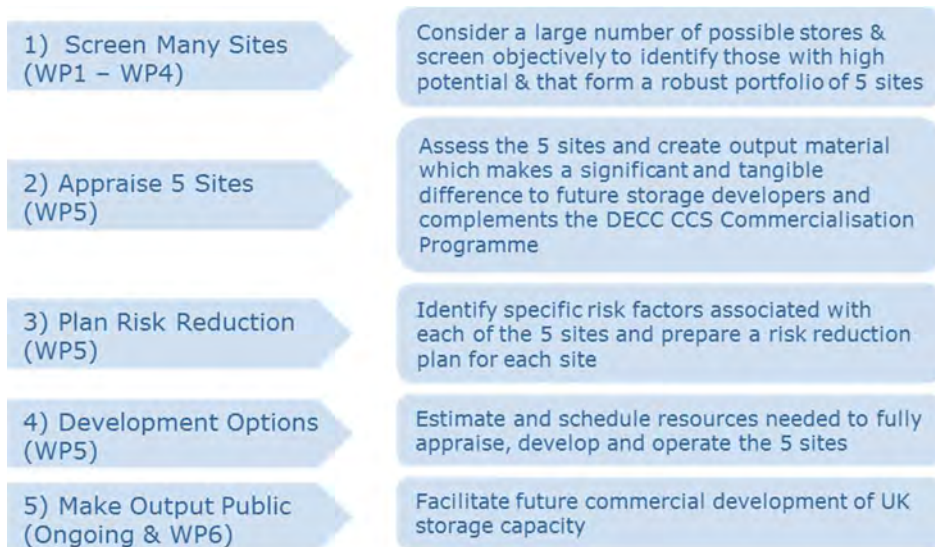 1) Screen Many Sites
(WP1 – WP4)
Consider a large number of possible stores &
screen objectively to identify those with high
potential & that form a robust portfolio of 5 sites
2) Appraise 5 Sites
(WP5)
Assess the 5 sites and create output material
which makes a significant and tangible
difference to future storage developers and
complements the DECC CCS Commercialisation
Programme
3) Plan Risk Reduction
(WP5)
Identify specific risk factors associated with
each of the 5 sites and prepare a risk reduction
plan for each site
4) Development Options
(WP5)
Estimate and schedule resources needed to fully
appraise, develop and operate the 5 sites
5) Make Output Public
(Ongoing & WP6)
Facilitate future commercial development of UK
storage capacity